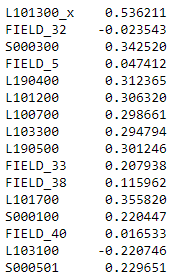 L101300_x 0.536211
FIELD_32 -0.023543
S000300 0.342520
FIELD_5 0.047412
L190400 0.312365
L101200 0.306320
L100700 0.298661
L103300 0.294794
L190500 0.301246
FIELD_33 0.207938
FIELD_38 0.115962
L101700 0.355820
S000100 0.220447
FIELD_40 0.016533
L103100 -0.220746
S000501 0.229651